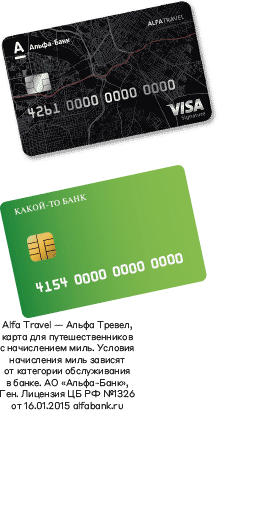 ALFATRAVEL
А Альфа·Банк
4261 0000 0000 0000
VISA
Signature
КАКОЙ-ТО БАНК
4154 0000 0000 0000
Alfa Travel — Альфа Тревел,
карта для путешественников
с начислением миль. Условия
начисления миль зависят
от категории обслуживания
в банке. АО «Альфа-Банк»,
Ген. Лицензия ЦБ РФ №1326
от 16.01.2015 alfabank.ru